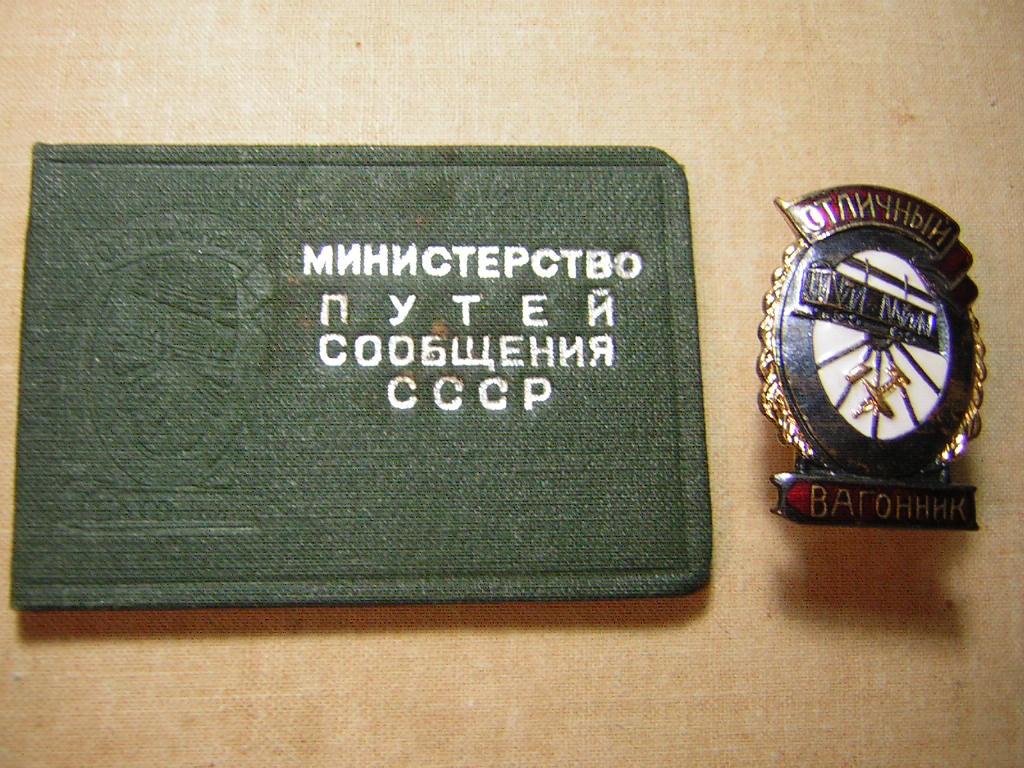 МИНИСТЕРСТВО
ПУТЕЙ
СООБЩЕНИЯ
СССР
ОТЛИЧНЫЙ
ВАГОННИК